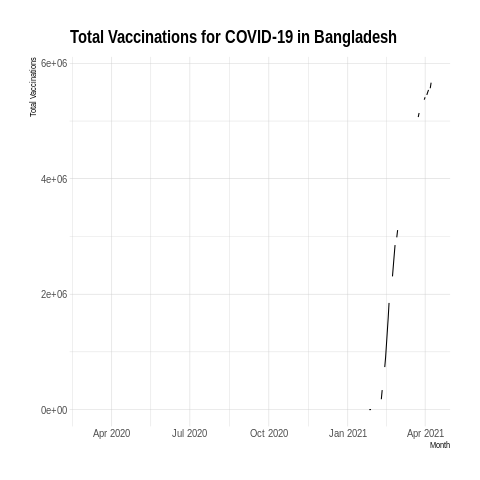 Total Vaccinations for COVID-19 in Bangladesh
Total Vaccinations
6e+06
4e+06
2e+06
0e+00
Apr 2020 Jul 2020 Oct 2020 Jan 2021 Apr 2021
Month